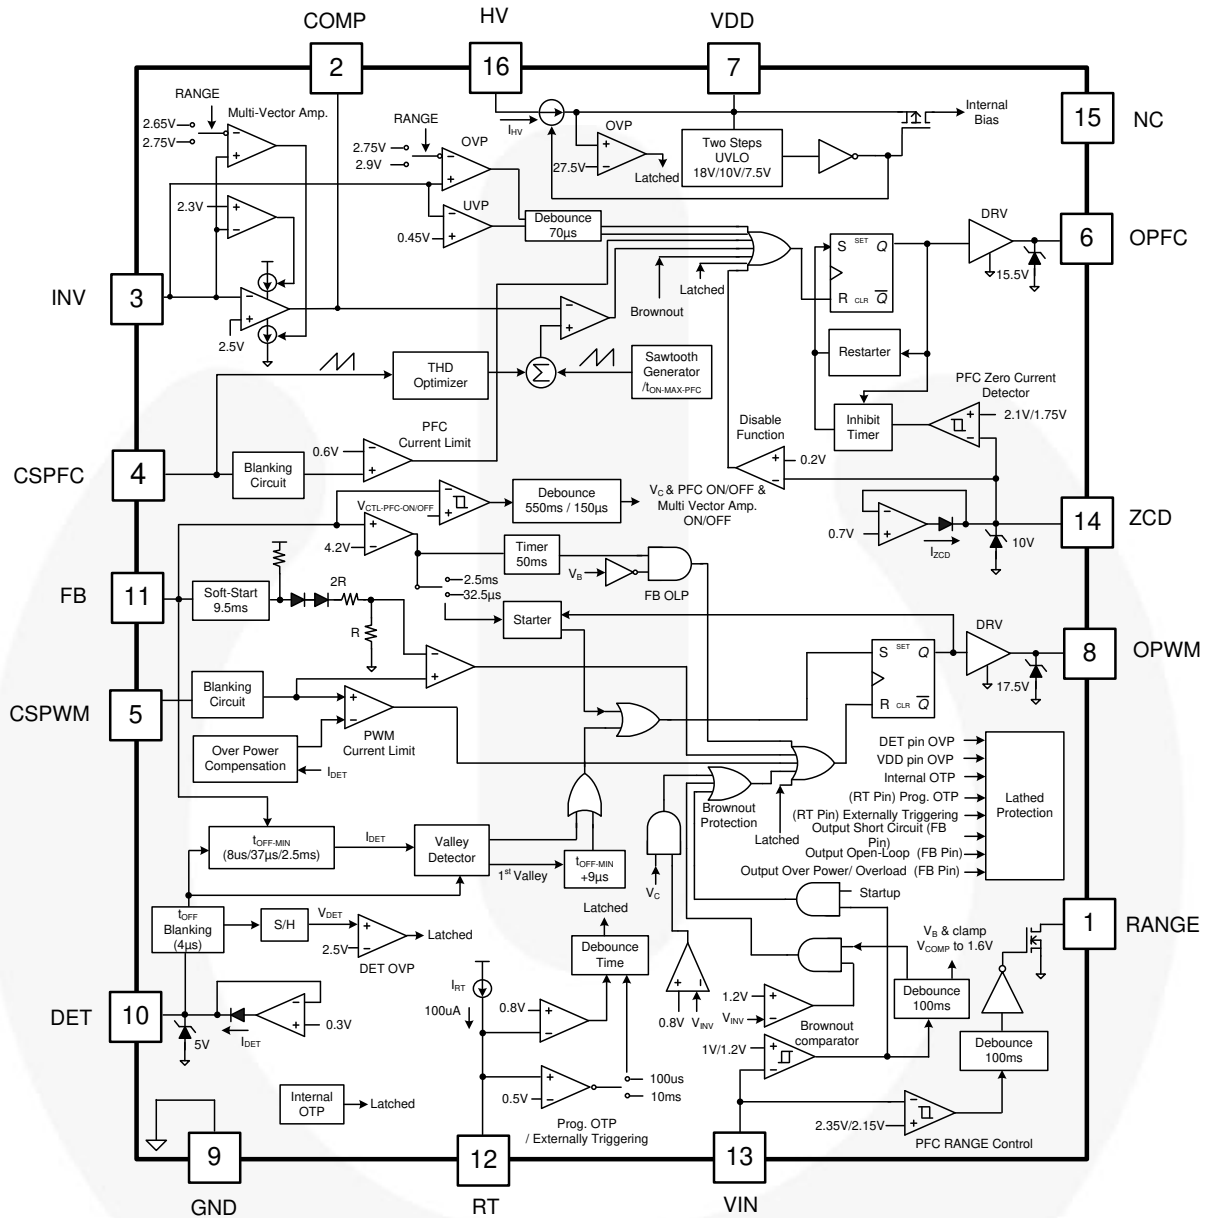 COMP
HV
VDD
2
16
7
RANGE
Multi-Vector Amp.
2.65V
2.75V
RANGE
OVP
2.75V
2.9V
I_HV
OVP
27.5V
Latched
Two Steps
UVLO
18V/10V/7.5V
Internal
Bias
15
NC
2.3V
UVP
0.45V
Debounce
70µs
Brownout
Latched
S
SET
Q
R
CLR
Q̅
DRV
15.5V
6
OPFC
INV
3
2.5V
THD
Optimizer
Σ
Sawtooth
Generator
/t_ON-MAX-PFC
Restarter
Inhibit
Timer
PFC Zero Current
Detector
2.1V/1.75V
PFC
Current Limit
0.6V
CSPFC
4
Blanking
Circuit
Disable
Function
0.2V
V_CTL-PFC-ON/OFF
Debounce
550ms / 150µs
V_C & PFC ON/OFF &
Multi Vector Amp.
ON/OFF
0.7V
I_ZCD
10V
14
ZCD
4.2V
Timer
50ms
V_B
FB OLP
2.5ms
32.5µs
Starter
FB
11
Soft-Start
9.5ms
2R
R
S
SET
Q
R
CLR
Q̅
DRV
17.5V
8
OPWM
CSPWM
5
Blanking
Circuit
PWM
Current Limit
Over Power
Compensation
I_DET
Brownout
Protection
Latched
DET pin OVP
VDD pin OVP
Internal OTP
(RT Pin) Prog. OTP
(RT Pin) Externally Triggering
Output Short Circuit (FB
Pin)
Output Open-Loop (FB Pin)
Output Over Power/ Overload (FB Pin)
Lathed
Protection
t_OFF-MIN
(8us/37µs/2.5ms)
I_DET
Valley
Detector
1st Valley
t_OFF-MIN
+9µs
V_C
Startup
t_OFF
Blanking
(4µs)
S/H
V_DET
2.5V
Latched
DET OVP
Latched
Debounce
Time
V_B & clamp
V_COMP to 1.6V
1
RANGE
DET
10
5V
I_DET
0.3V
I_RT
100uA
0.8V
0.8V
V_INV
1.2V
V_INV
Debounce
100ms
Brownout
comparator
1V/1.2V
Debounce
100ms
Internal
OTP
Latched
0.5V
100us
10ms
Prog. OTP
/ Externally Triggering
2.35V/2.15V
PFC RANGE Control
9
GND
12
RT
13
VIN